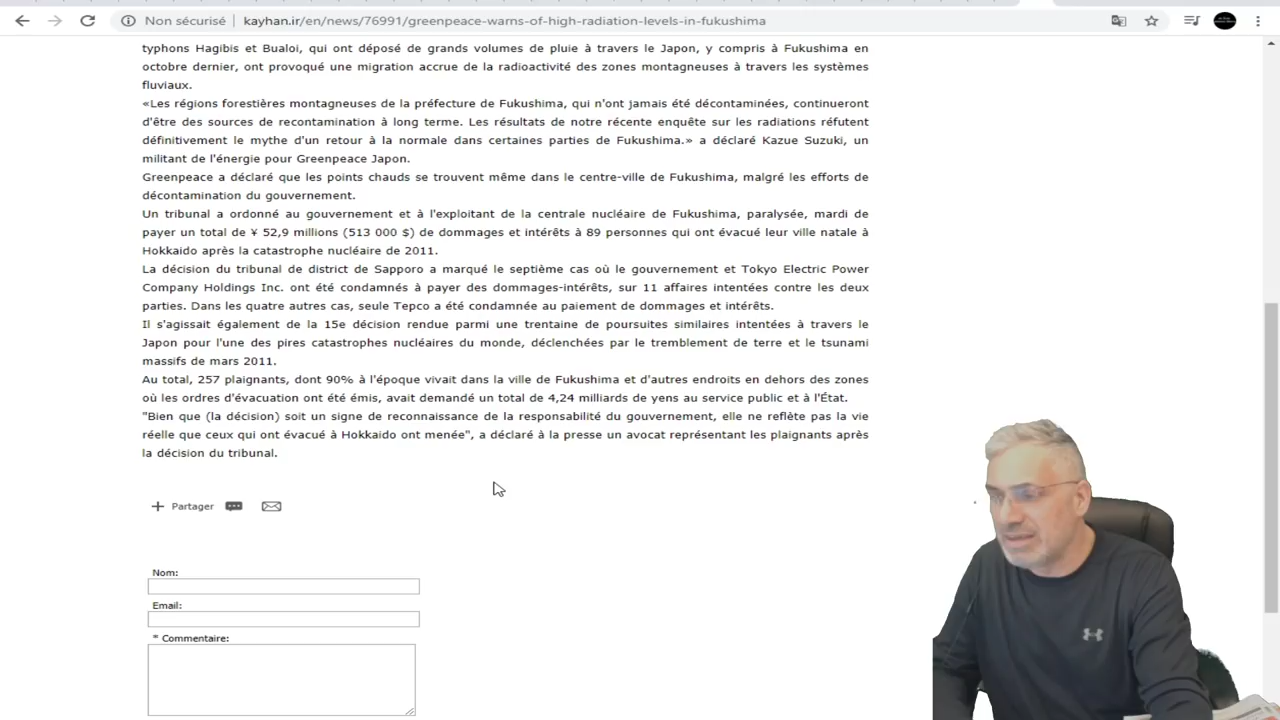 Non sécurisé
kayhan.ir/en/news/76991/greenpeace-warns-of-high-radiation-levels-in-fukushima
typhons Hagibis et Bualoi, qui ont déposé de grands volumes de pluie à travers le Japon, y compris à Fukushima en
octobre dernier, ont provoqué une migration accrue de la radioactivité des zones montagneuses à travers les systèmes
fluviaux.
«Les régions forestières montagneuses de la préfecture de Fukushima, qui n'ont jamais été décontaminées, continueront
d'être des sources de recontamination à long terme. Les résultats de notre récente enquête sur les radiations réfutent
définitivement le mythe d'un retour à la normale dans certaines parties de Fukushima.» a déclaré Kazue Suzuki, un
militant de l'énergie pour Greenpeace Japon.
Greenpeace a déclaré que les points chauds se trouvent même dans le centre-ville de Fukushima, malgré les efforts de
décontamination du gouvernement.
Un tribunal a ordonné au gouvernement et à l'exploitant de la centrale nucléaire de Fukushima, paralysée, mardi de
payer un total de ¥ 52,9 millions (513 000 $) de dommages et intérêts à 89 personnes qui ont évacué leur ville natale à
Hokkaido après la catastrophe nucléaire de 2011.
La décision du tribunal de district de Sapporo a marqué le septième cas où le gouvernement et Tokyo Electric Power
Company Holdings Inc. ont été condamnés à payer des dommages-intérêts, sur 11 affaires intentées contre les deux
parties. Dans les quatre autres cas, seule Tepco a été condamnée au paiement de dommages et intérêts.
Il s'agissait également de la 15e décision rendue parmi une trentaine de poursuites similaires intentées à travers le
Japon pour l'une des pires catastrophes nucléaires du monde, déclenchées par le tremblement de terre et le tsunami
massifs de mars 2011.
Au total, 257 plaignants, dont 90% à l'époque vivait dans la ville de Fukushima et d'autres endroits en dehors des zones
où les ordres d'évacuation ont été émis, avait demandé un total de 4,24 milliards de yens au service public et à l'État.
"Bien que (la décision) soit un signe de reconnaissance de la responsabilité du gouvernement, elle ne reflète pas la vie
réelle que ceux qui ont évacué à Hokkaido ont menée", a déclaré à la presse un avocat représentant les plaignants après
la décision du tribunal.
Partager
Nom:
Email:
* Commentaire: